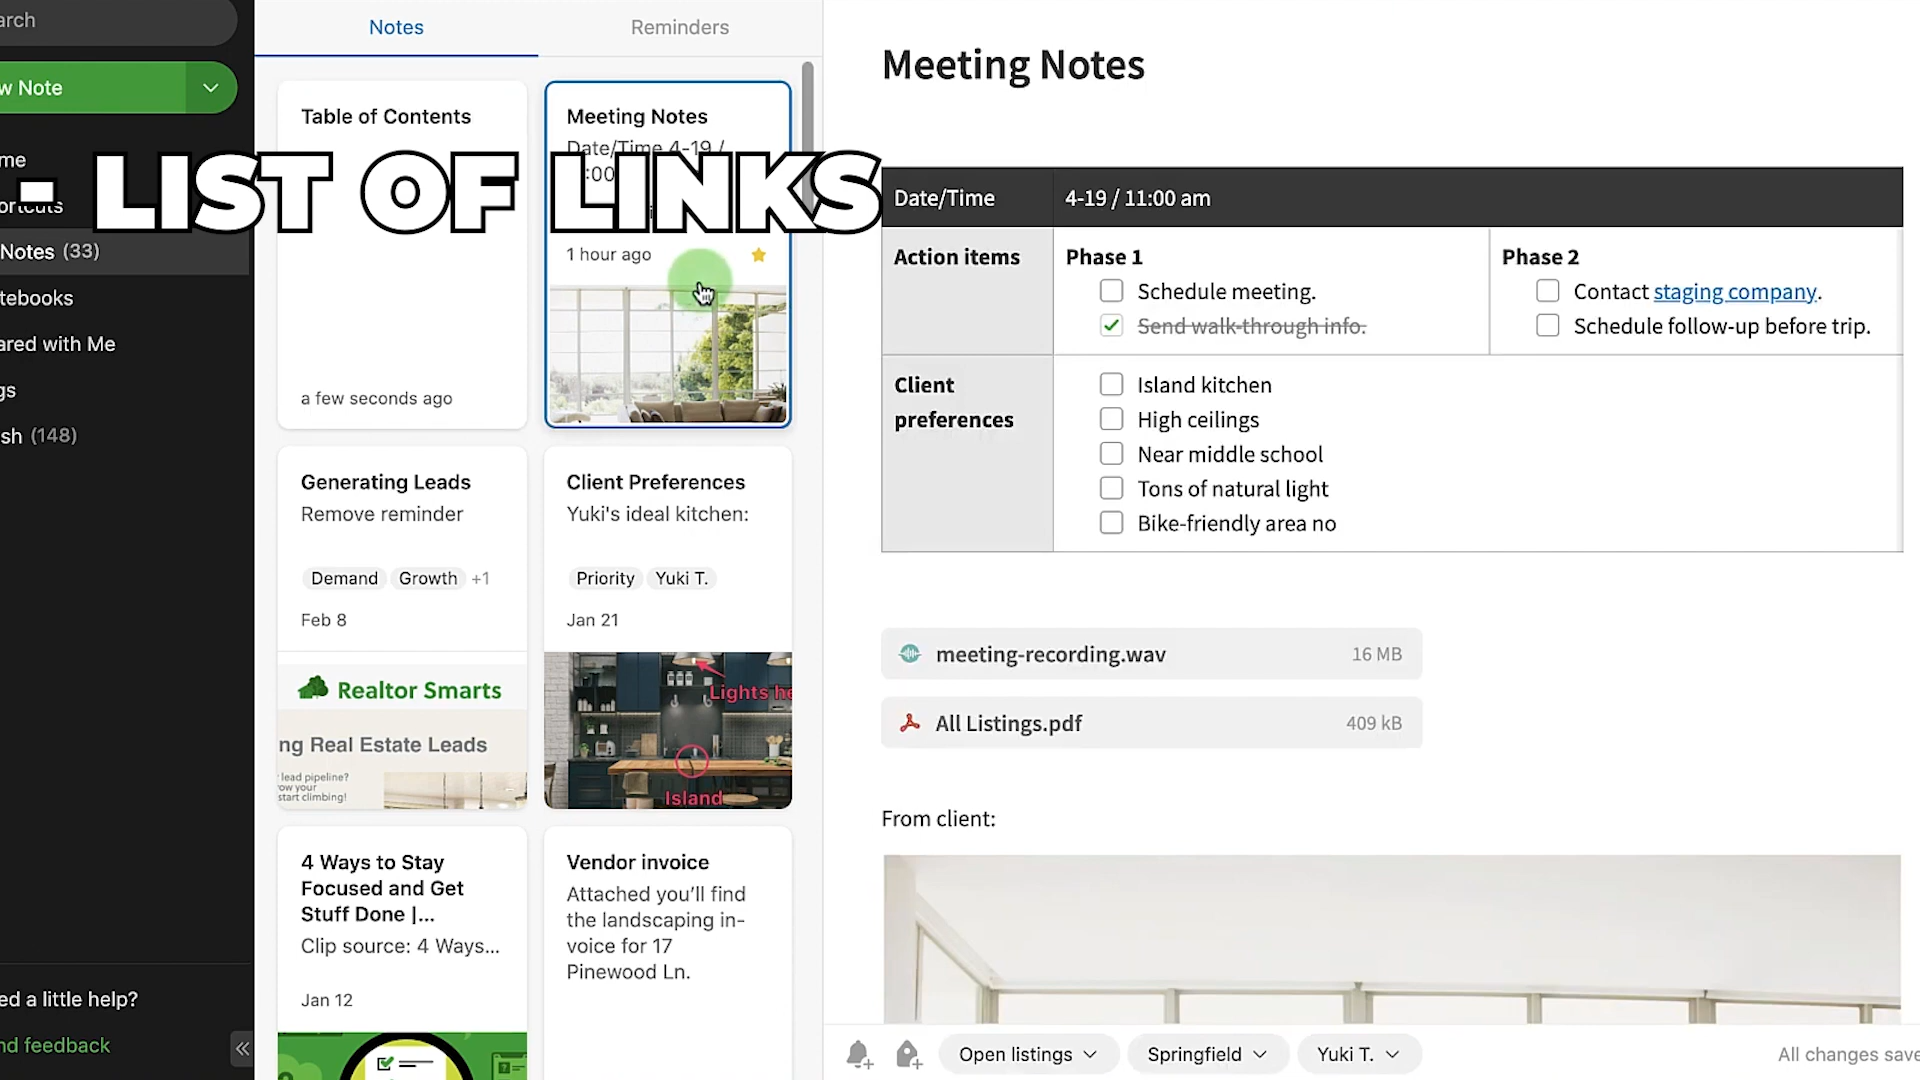 arch
w Note
me
ortcuts
Notes (33)
tebooks
ared with Me
gs
sh (148)
ed a little help?
nd feedback
Notes
Reminders
- LIST OF LINKS
Table of Contents
a few seconds ago
Meeting Notes
Date/Time 4-19 /
:00
1 hour ago
Generating Leads
Remove reminder
Demand Growth +1
Feb 8
Realtor Smarts
ng Real Estate Leads
lead pipeline?
ow your
start climbing!
Client Preferences
Yuki's ideal kitchen:
Priority Yuki T.
Jan 21
Lights he
Island
4 Ways to Stay
Focused and Get
Stuff Done |...
Clip source: 4 Ways...
Jan 12
Vendor invoice
Attached you’ll find
the landscaping in-
voice for 17
Pinewood Ln.
Meeting Notes
Date/Time 4-19 / 11:00 am
Action items
Phase 1
Schedule meeting.
Send walk-through info.
Phase 2
Contact staging company.
Schedule follow-up before trip.
Client
preferences
Island kitchen
High ceilings
Near middle school
Tons of natural light
Bike-friendly area no
meeting-recording.wav 16 MB
All Listings.pdf 409 kB
From client:
Open listings Springfield Yuki T. All changes save